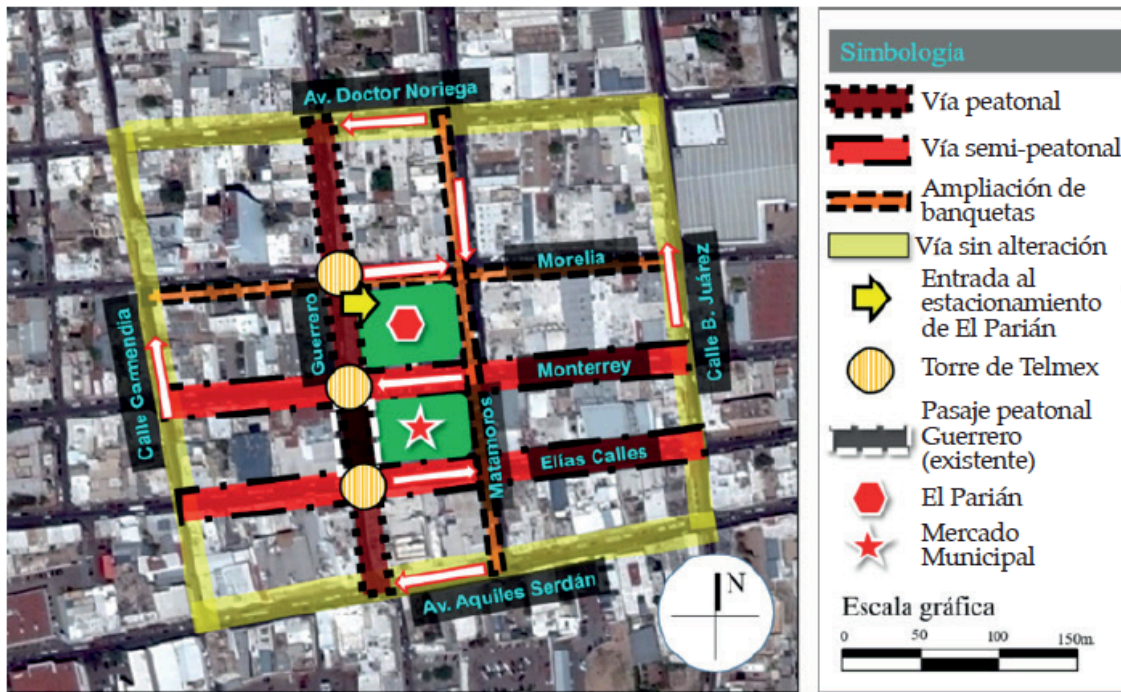 Av. Doctor Noriega
Morelia
Guerrero
Calle Garmendia
Calle B. Juárez
Monterrey
Matamoros
Elías Calles
Av. Aquiles Serdán
N
Simbología
Vía peatonal
Vía semi-peatonal
Ampliación de
banquetas
Vía sin alteración
Entrada al
estacionamiento
de El Parián
Torre de Telmex
Pasaje peatonal
Guerrero
(existente)
El Parián
Mercado
Municipal
Escala gráfica
0 50 100 150m.